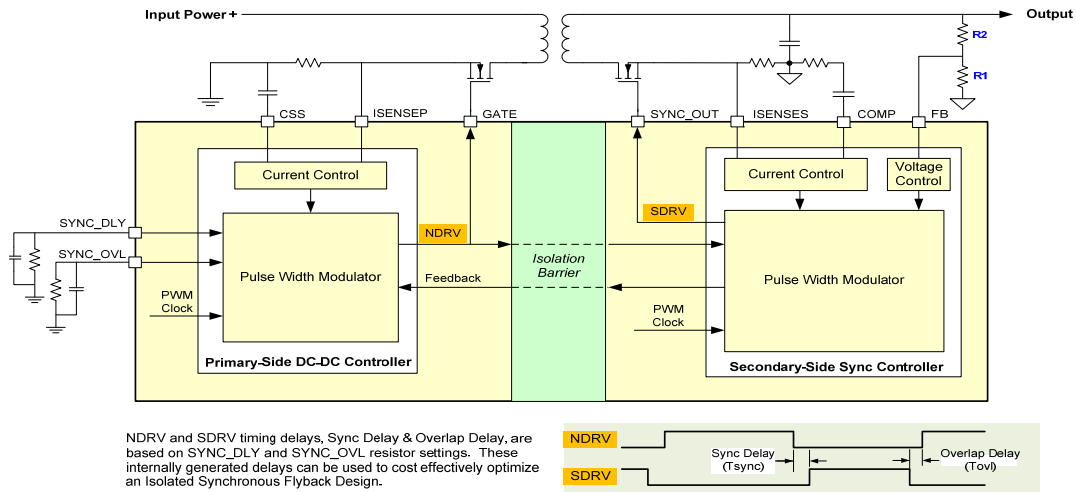 Input Power+
Output
R2
R1
CSS
ISENSEP
GATE
SYNC_OUT
ISENSES
COMP
FB
Current Control
Current Control
Voltage
Control
SYNC_DLY
SYNC_OVL
NDRV
SDRV
Pulse Width Modulator
Isolation
Barrier
Pulse Width Modulator
Feedback
PWM
Clock
PWM
Clock
Primary-Side DC-DC Controller
Secondary-Side Sync Controller
NDRV and SDRV timing delays, Sync Delay & Overlap Delay, are
based on SYNC_DLY and SYNC_OVL resistor settings. These
internally generated delays can be used to cost effectively optimize
an Isolated Synchronous Flyback Design.
NDRV
Sync Delay
(Tsync)
Overlap Delay
(Tovl)
SDRV